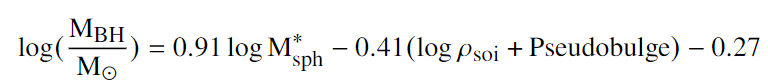 log(M_BH/M_⊙) = 0.91 log M*_sph − 0.41(log ρ_soi + Pseudobulge) − 0.27